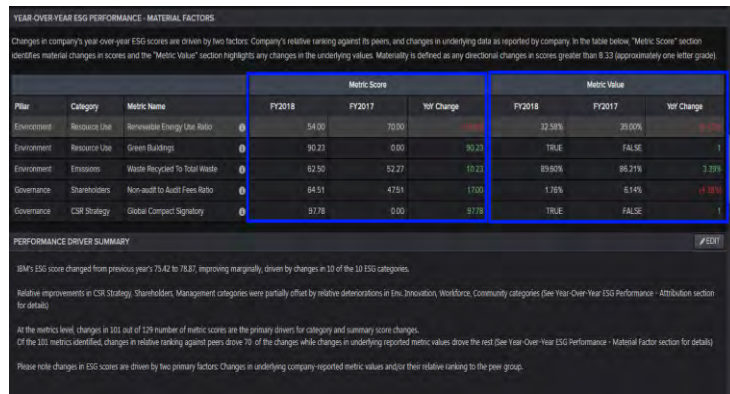 YEAR-OVER-YEAR ESG PERFORMANCE - MATERIAL FACTORS
Changes in company's year-over-year ESG scores are driven by two factors: Company's relative ranking against its peers, and changes in underlying data as reported by company. In the table below, "Metric Score" section
identifies material changes in scores and the "Metric Value" section highlights any changes in the underlying values. Materiality is defined as any directional changes in scores greater than 8.33 (approximately one letter grade).
Metric Score Metric Value
Pillar Category Metric Name FY2018 FY2017 YoY Change FY2018 FY2017 YoY Change
Environment Resource Use Renewable Energy Use Ratio 54.00 70.00 32.58% 39.00%
Environment Resource Use Green Buildings 90.23 0.00 90.23 TRUE FALSE 1
Environment Emissions Waste Recycled To Total Waste 62.50 52.27 10.23 89.60% 86.21% 3.39%
Governance Shareholders Non-audit to Audit Fees Ratio 64.51 47.51 17.00 1.76% 6.14% (4.38%)
Governance CSR Strategy Global Compact Signatory 97.78 0.00 97.78 TRUE FALSE 1
PERFORMANCE DRIVER SUMMARY EDIT
IBM's ESG score changed from previous year's 75.42 to 78.87, improving marginally, driven by changes in 10 of the 10 ESG categories.
Relative improvements in CSR Strategy, Shareholders, Management categories were partially offset by relative deteriorations in Env. Innovation, Workforce, Community categories (See Year-Over-Year ESG Performance - Attribution section
for details)
At the metrics level, changes in 101 out of 129 number of metric scores are the primary drivers for category and summary score changes.
Of the 101 metrics identified, changes in relative ranking against peers drove 70 of the changes while changes in underlying reported metric values drove the rest (See Year-Over-Year ESG Performance - Material Factor section for details)
Please note changes in ESG scores are driven by two primary factors: Changes in underlying company-reported metric values and/or their relative ranking to the peer group.